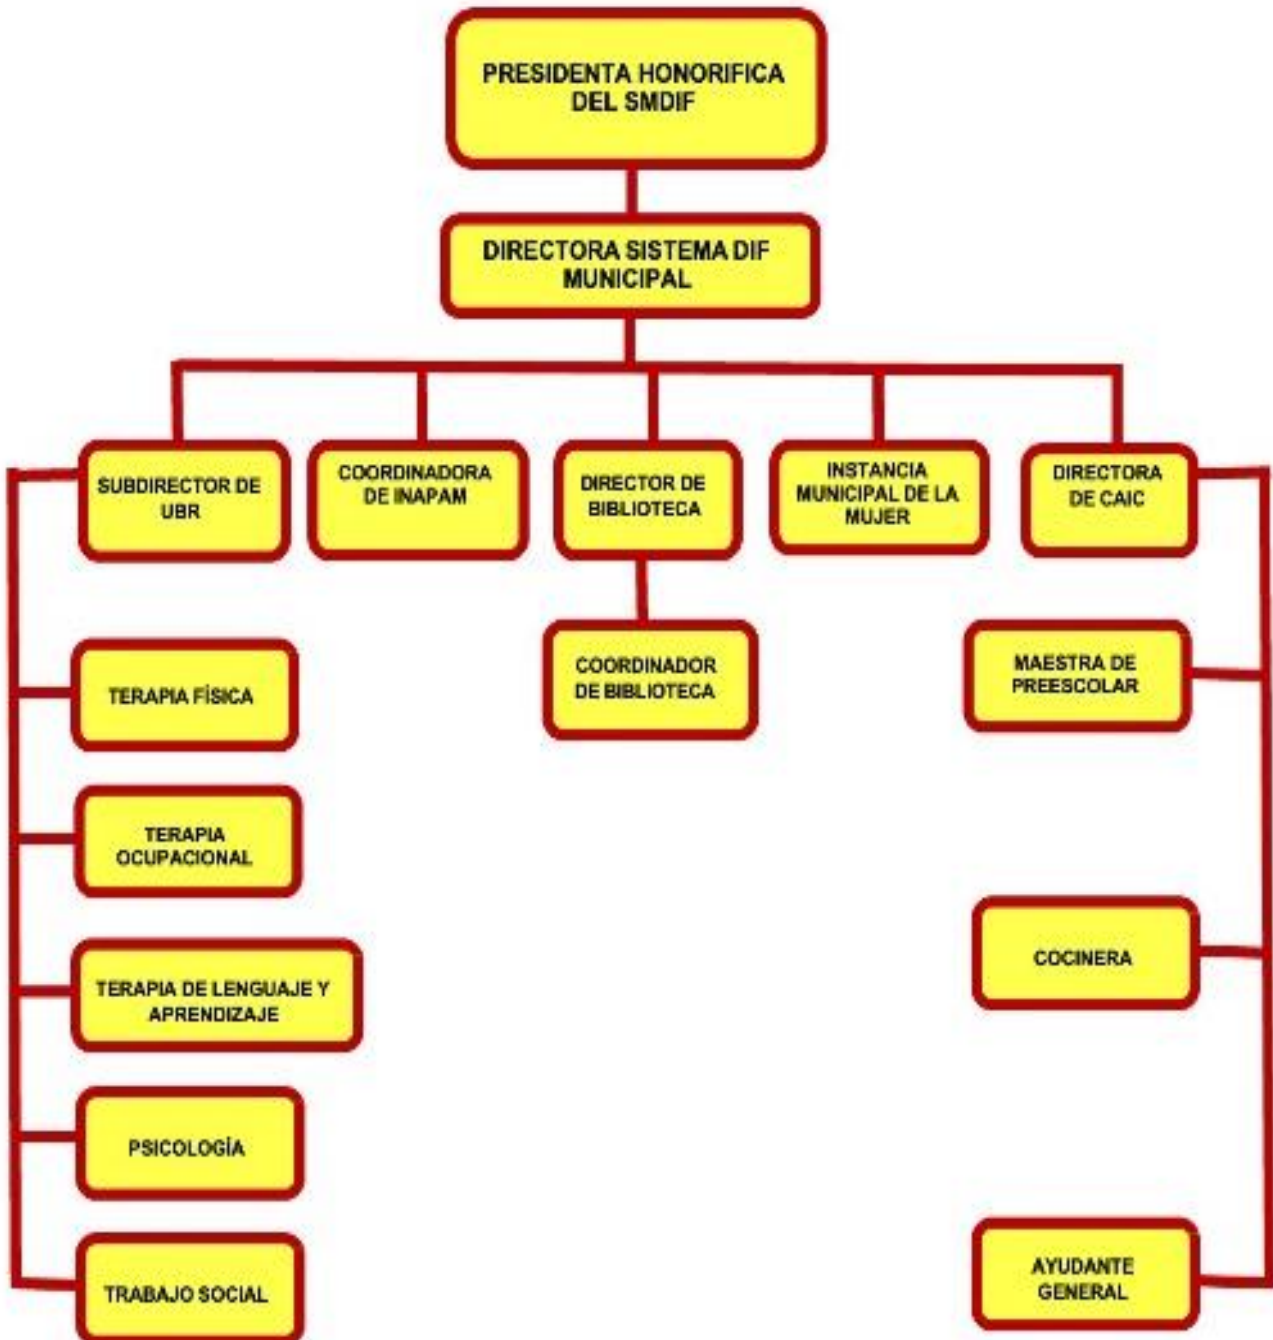 PRESIDENTA HONORIFICA
DEL SMDIF
DIRECTORA SISTEMA DIF
MUNICIPAL
SUBDIRECTOR DE
UBR
COORDINADORA
DE INAPAM
DIRECTOR DE
BIBLIOTECA
INSTANCIA
MUNICIPAL DE LA
MUJER
DIRECTORA
DE CAIC
TERAPIA FÍSICA
COORDINADOR
DE BIBLIOTECA
MAESTRA DE
PREESCOLAR
TERAPIA
OCUPACIONAL
TERAPIA DE LENGUAJE Y
APRENDIZAJE
COCINERA
PSICOLOGÍA
TRABAJO SOCIAL
AYUDANTE
GENERAL